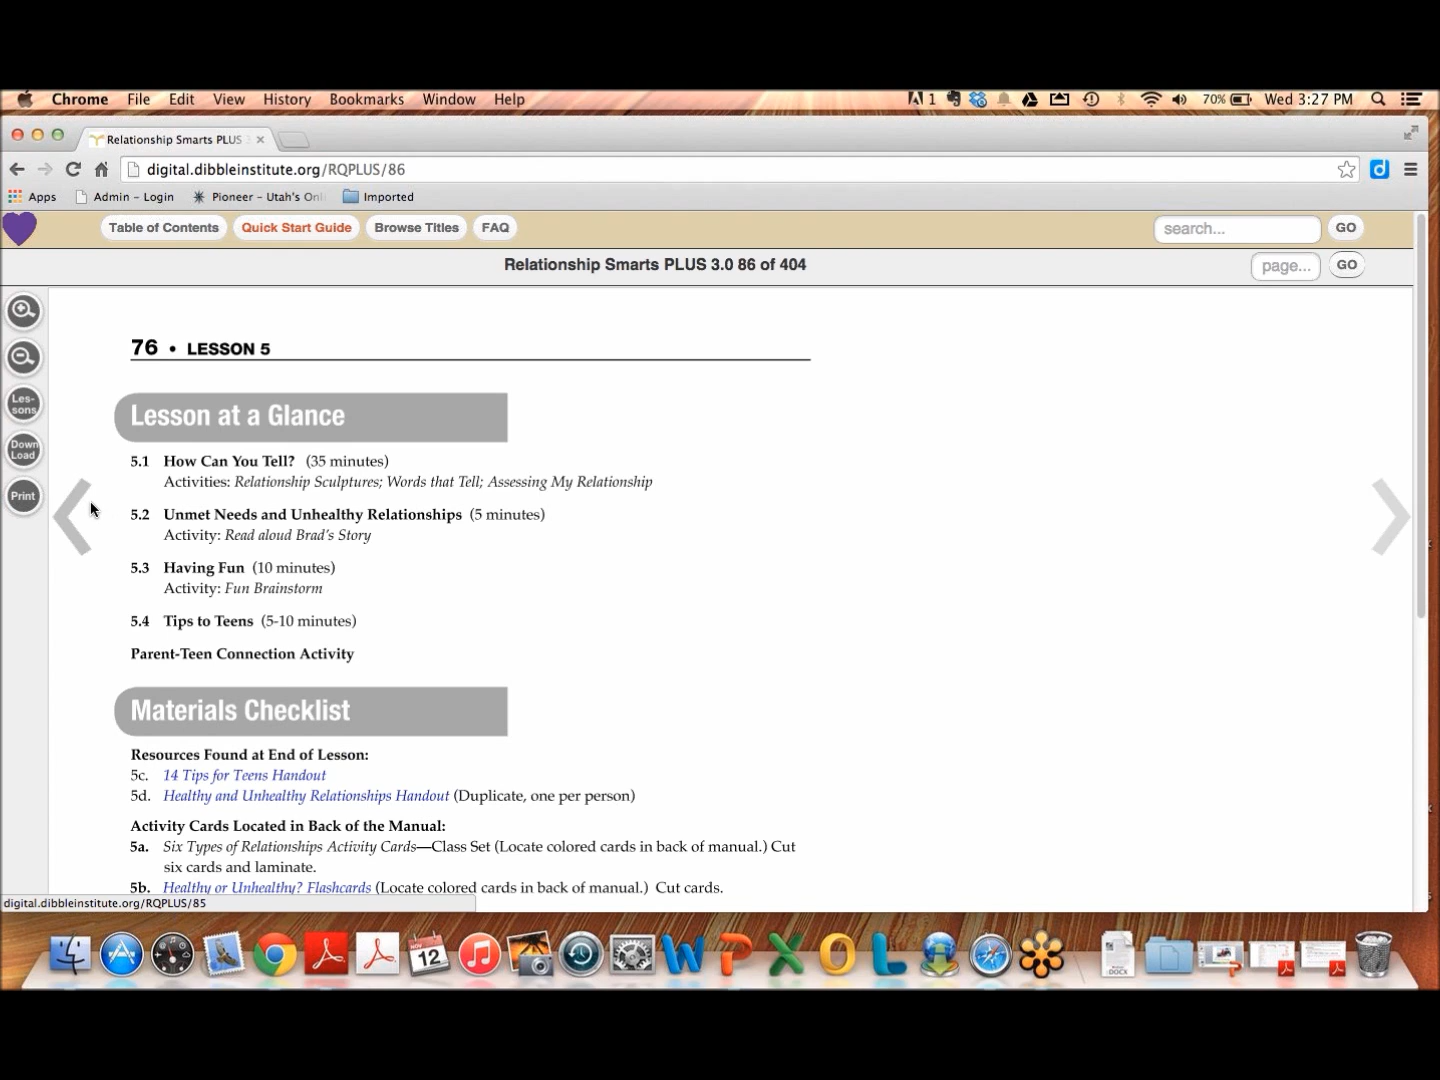 Chrome File Edit View History Bookmarks Window Help 1 70% Wed 3:27 PM
Relationship Smarts PLUS
digital.dibbleinstitute.org/RQPLUS/86
Apps Admin – Login Pioneer – Utah's Onl Imported
Table of Contents Quick Start Guide Browse Titles FAQ search... GO
Relationship Smarts PLUS 3.0 86 of 404 page... GO
Les-
sons
Down
Load
Print
76 • LESSON 5
Lesson at a Glance
5.1 How Can You Tell? (35 minutes)
Activities: Relationship Sculptures; Words that Tell; Assessing My Relationship
5.2 Unmet Needs and Unhealthy Relationships (5 minutes)
Activity: Read aloud Brad's Story
5.3 Having Fun (10 minutes)
Activity: Fun Brainstorm
5.4 Tips to Teens (5-10 minutes)
Parent-Teen Connection Activity
Materials Checklist
Resources Found at End of Lesson:
5c. 14 Tips for Teens Handout
5d. Healthy and Unhealthy Relationships Handout (Duplicate, one per person)
Activity Cards Located in Back of the Manual:
5a. Six Types of Relationships Activity Cards—Class Set (Locate colored cards in back of manual.) Cut
six cards and laminate.
5b. Healthy or Unhealthy? Flashcards (Locate colored cards in back of manual.) Cut cards.
digital.dibbleinstitute.org/RQPLUS/85
NOV
12
DOCX